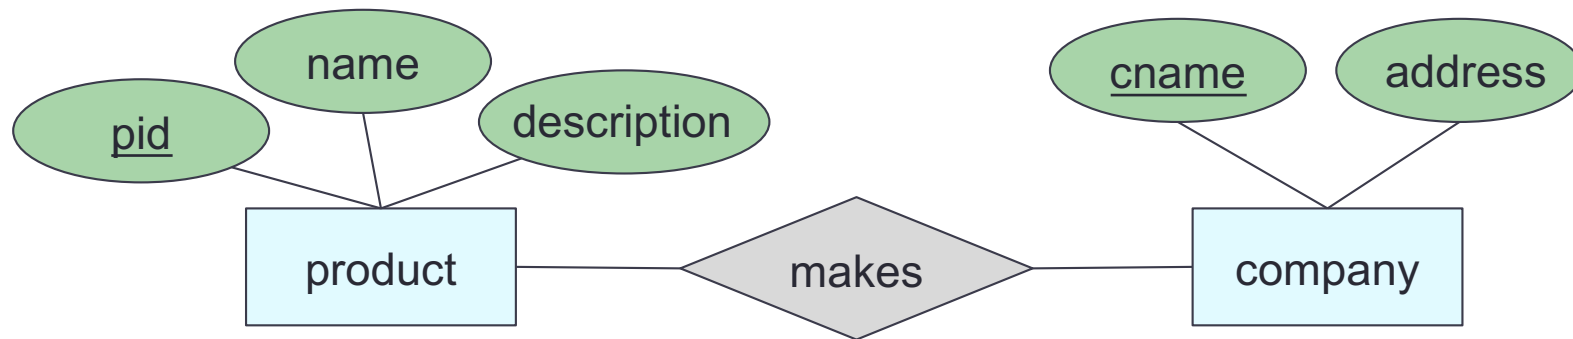 pid
name
description
cname
address
product
makes
company